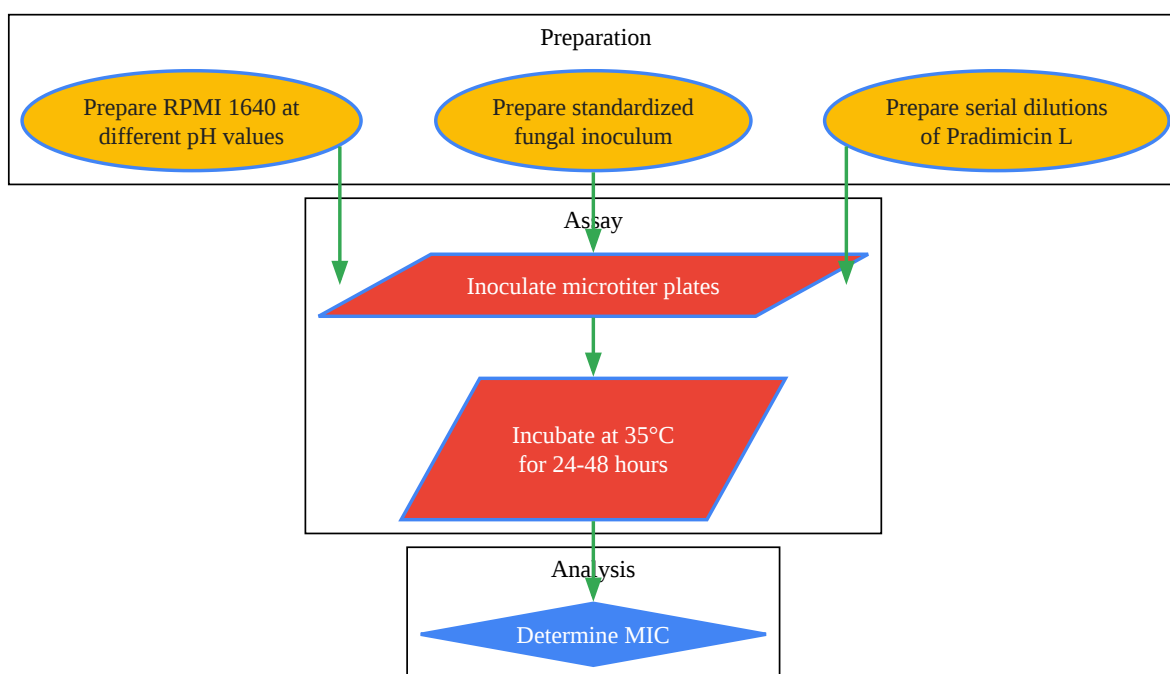 Preparation
Prepare RPMI 1640 at
different pH values
Prepare standardized
fungal inoculum
Prepare serial dilutions
of Pradimicin L
Assay
Inoculate microtiter plates
Incubate at 35°C
for 24-48 hours
Analysis
Determine MIC